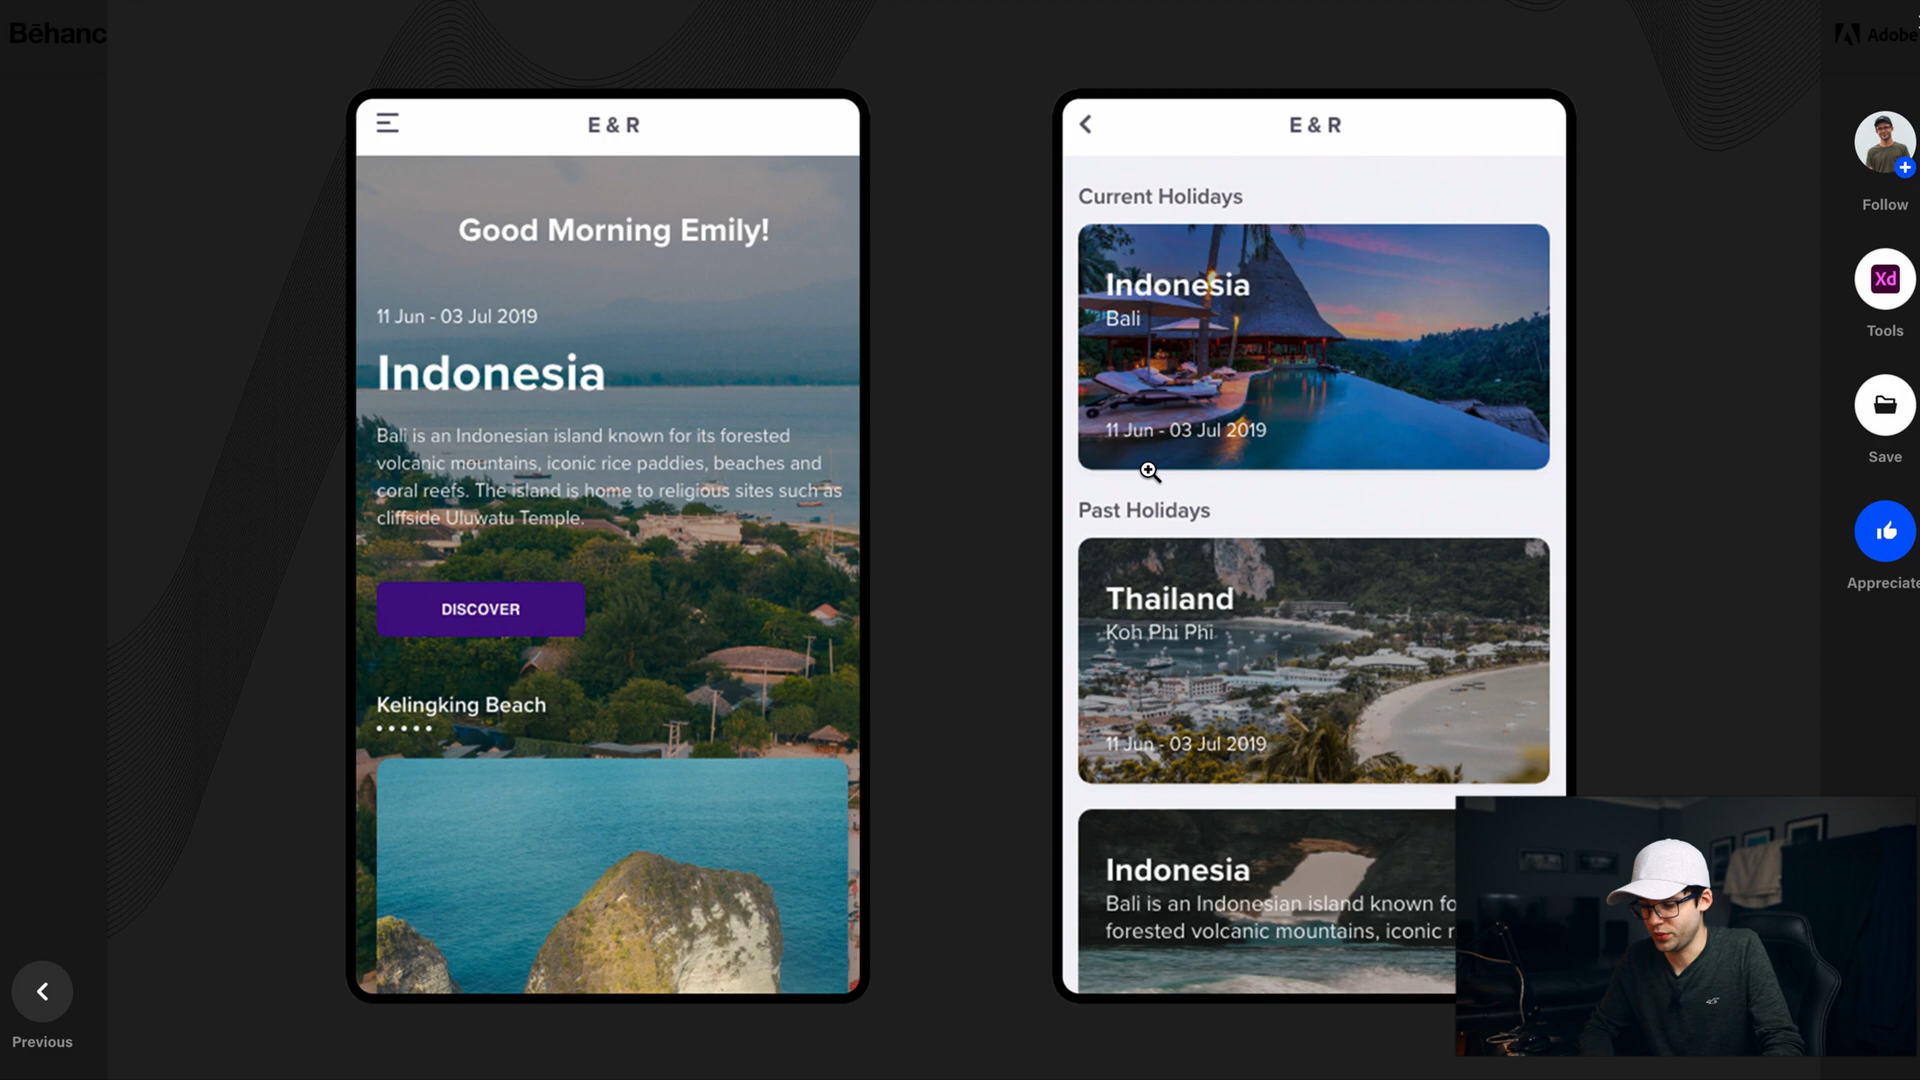 Bēhanc
Adobe
E & R
Good Morning Emily!
11 Jun - 03 Jul 2019
Indonesia
Bali is an Indonesian island known for its forested
volcanic mountains, iconic rice paddies, beaches and
coral reefs. The island is home to religious sites such as
cliffside Uluwatu Temple.
DISCOVER
Kelingking Beach
E & R
Current Holidays
Indonesia
Bali
11 Jun - 03 Jul 2019
Past Holidays
Thailand
Koh Phi Phi
11 Jun - 03 Jul 2019
Indonesia
Bali is an Indonesian island known fo
forested volcanic mountains, iconic r
Follow
Xd
Tools
Save
Appreciate
Previous